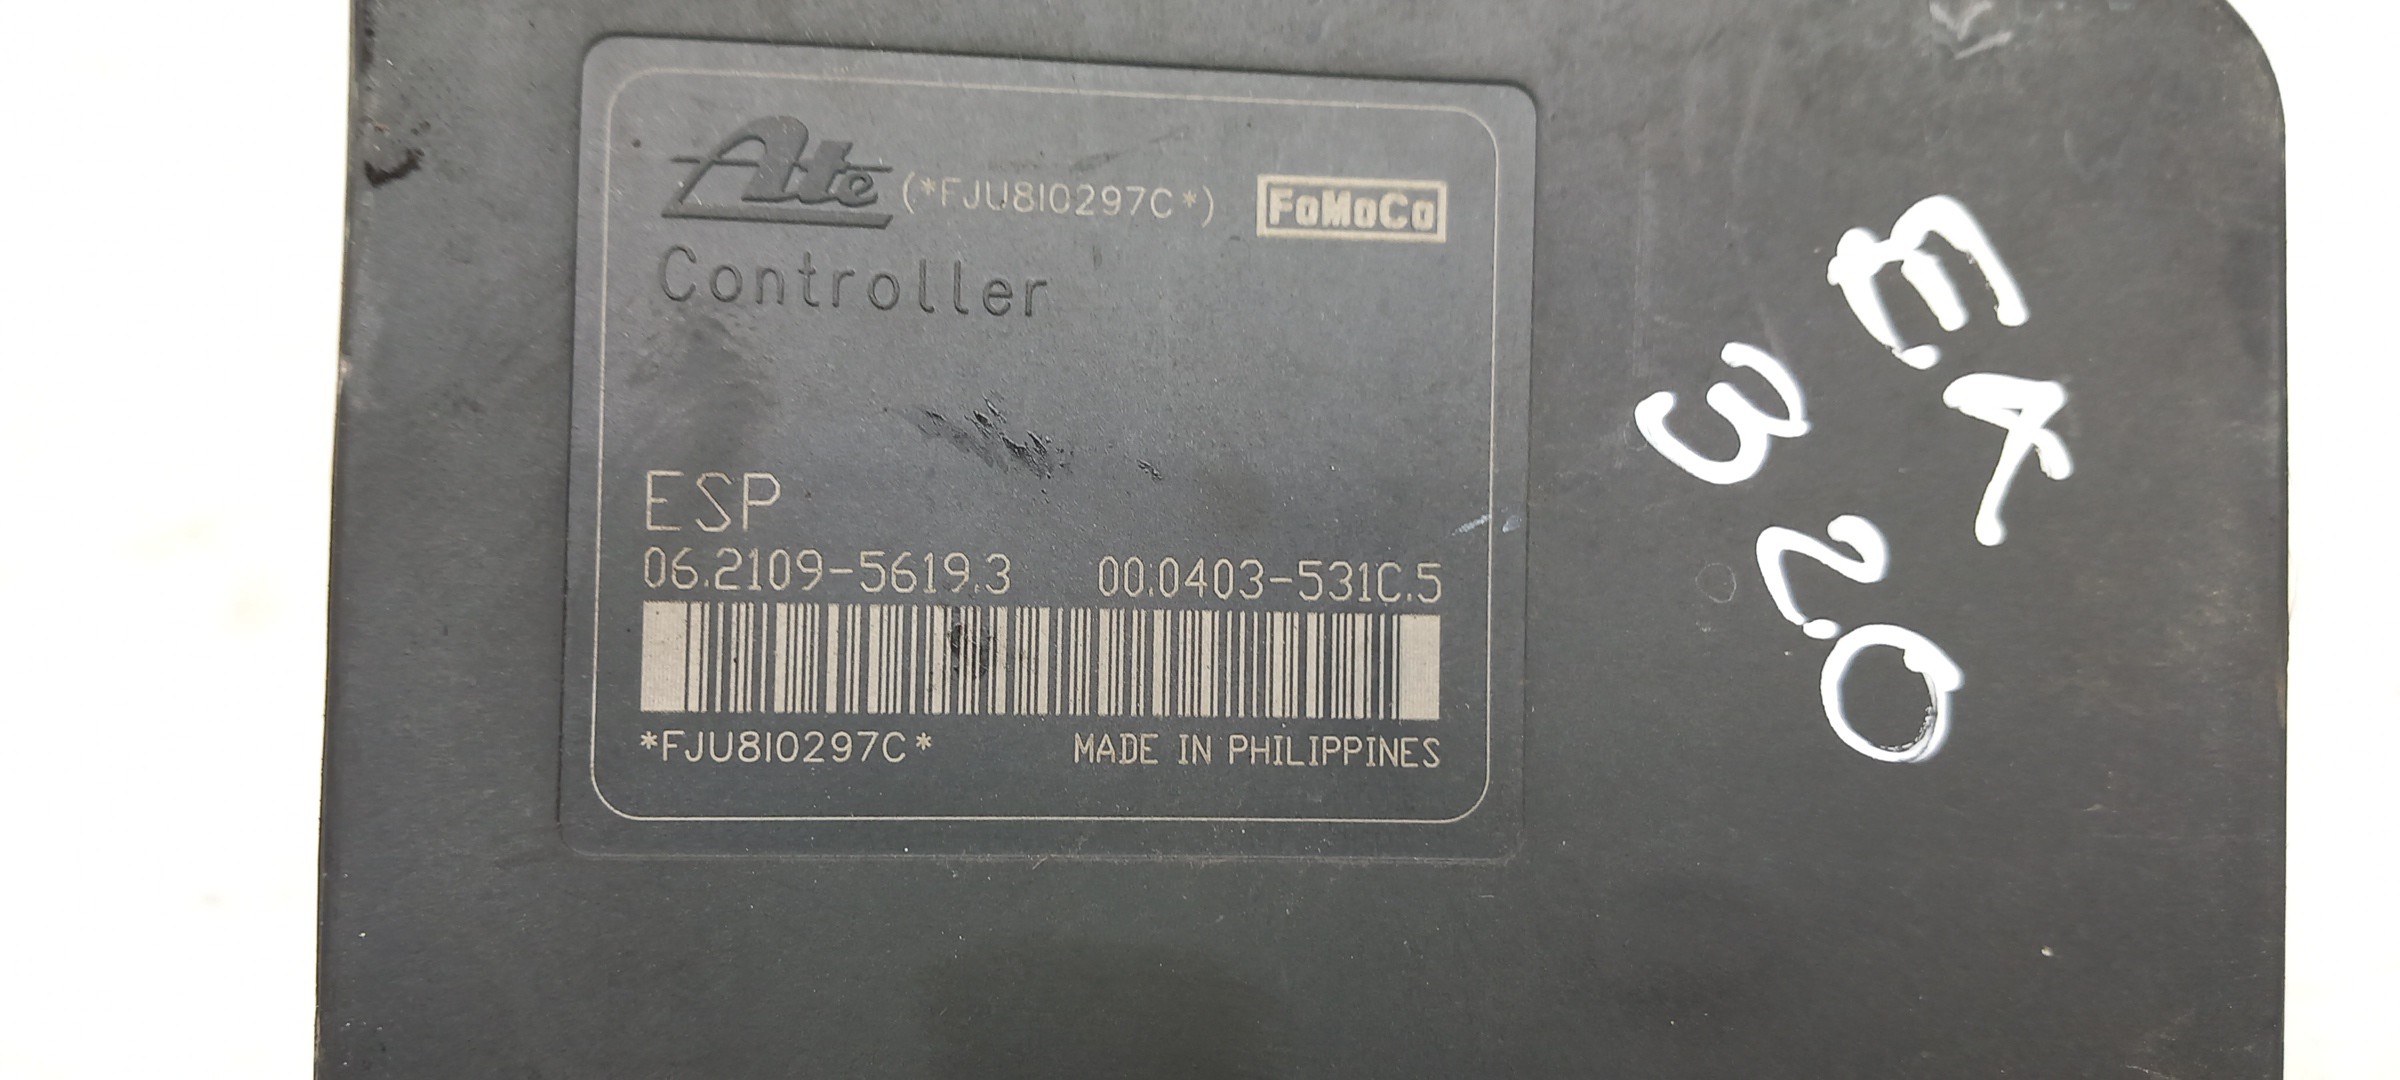 Ate (*FJU8I0297C*) FoMoCo
Controller
ESP
06.2109-5619.3 00.0403-531C.5
*FJU8I0297C* MADE IN PHILIPPINES
3 2.0